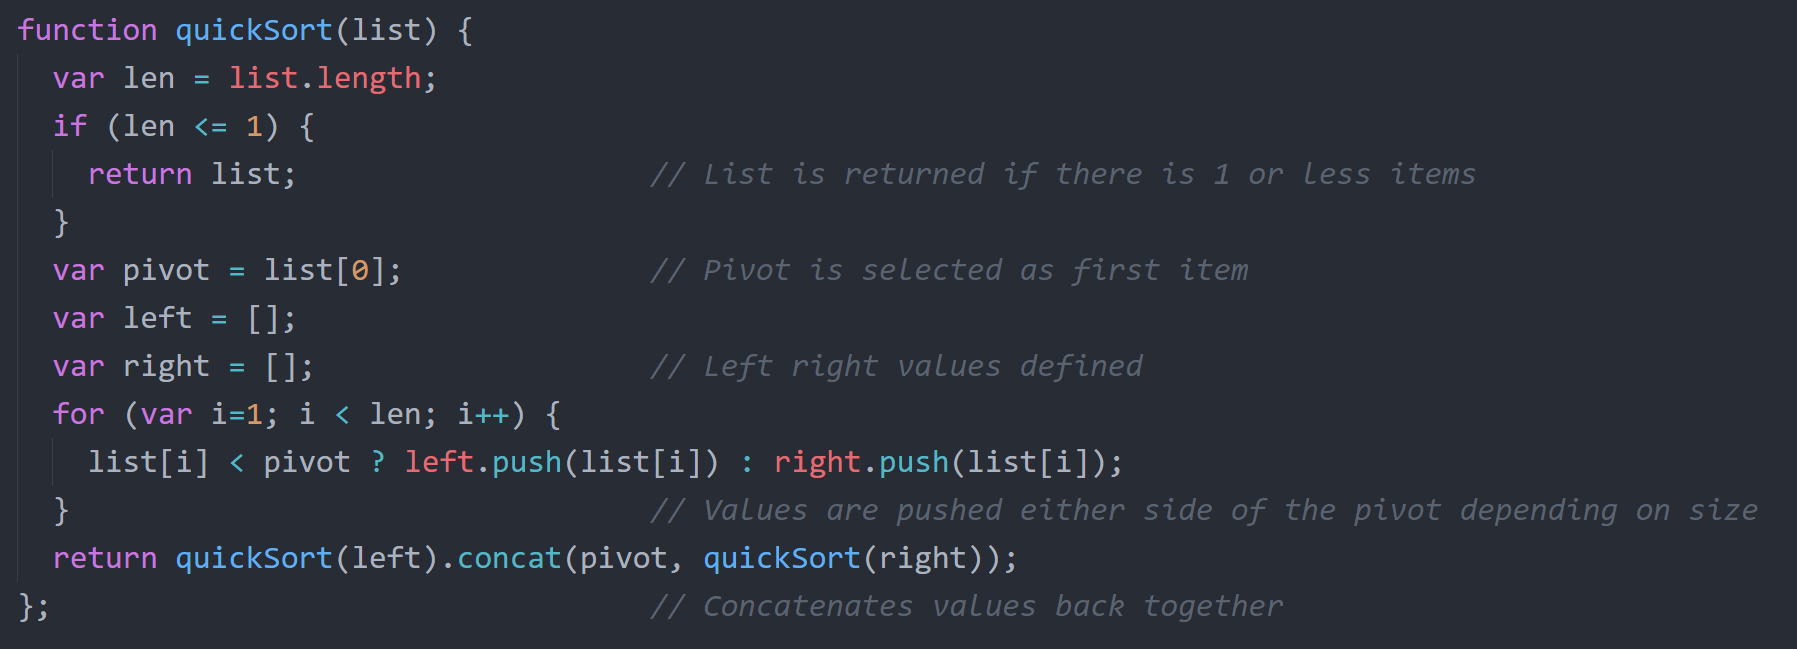 function quickSort(list) {
  var len = list.length;
  if (len <= 1) {
    return list;                    // List is returned if there is 1 or less items
  }
  var pivot = list[0];              // Pivot is selected as first item
  var left = [];
  var right = [];                   // Left right values defined
  for (var i=1; i < len; i++) {
    list[i] < pivot ? left.push(list[i]) : right.push(list[i]);
  }                                 // Values are pushed either side of the pivot depending on size
  return quickSort(left).concat(pivot, quickSort(right));
};                                  // Concatenates values back together